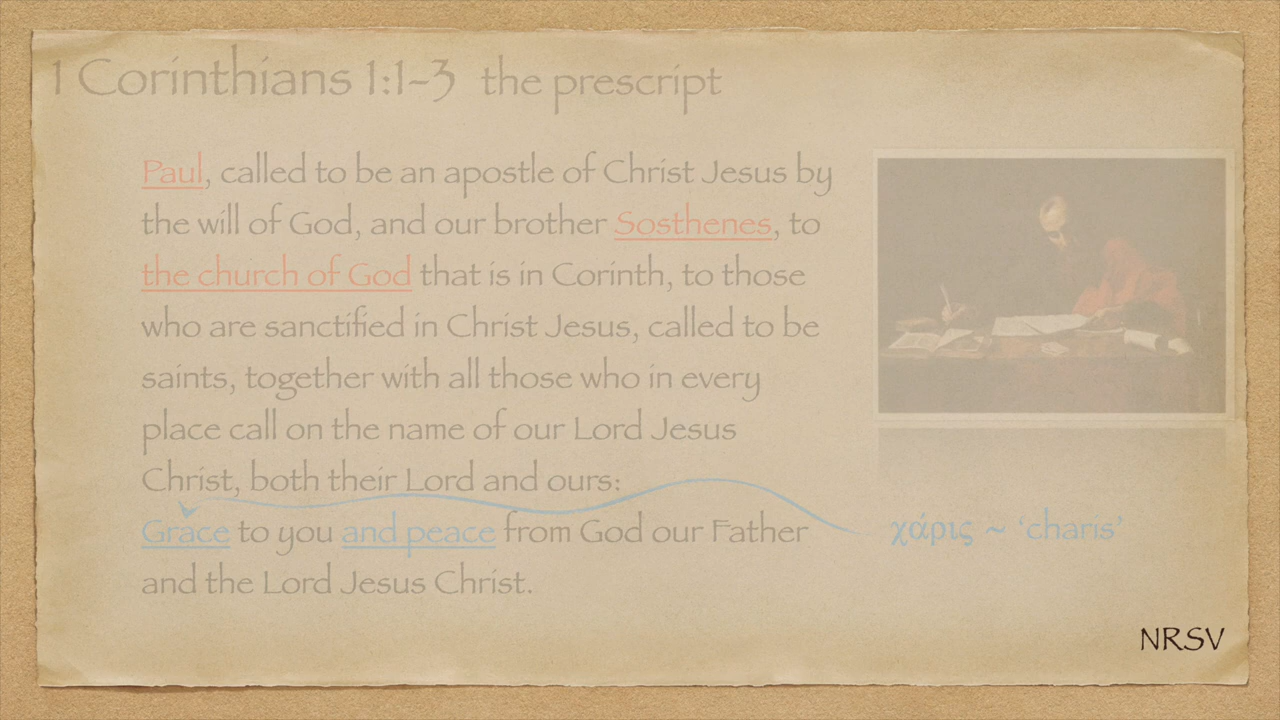 1 Corinthians 1:1-3 the prescript
Paul, called to be an apostle of Christ Jesus by
the will of God, and our brother Sosthenes, to
the church of God that is in Corinth, to those
who are sanctified in Christ Jesus, called to be
saints, together with all those who in every
place call on the name of our Lord Jesus
Christ, both their Lord and ours:
Grace to you and peace from God our Father
and the Lord Jesus Christ.
χάρις ~ ‘charis’
NRSV